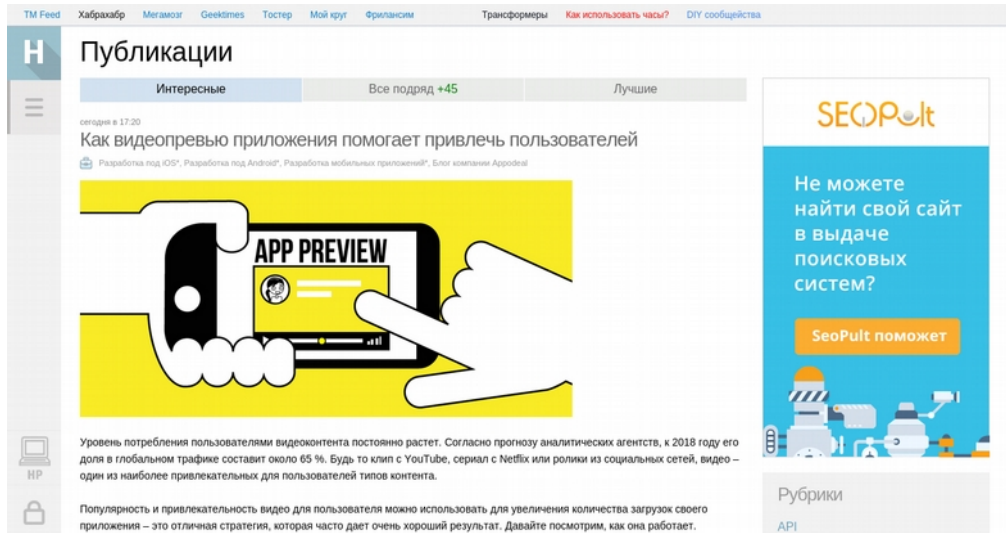 TM Feed Хабрахабр Мегамозг Geektimes Тостер Мой круг Фрилансим Трансформеры Как использовать часы? DIY сообщества
H
Публикации
Интересные Все подряд +45 Лучшие
сегодня в 17:20
Как видеопревью приложения помогает привлечь пользователей
Разработка под iOS*, Разработка под Android*, Разработка мобильных приложений*, Блог компании Appodeal
APP PREVIEW
Уровень потребления пользователями видеоконтента постоянно растет. Согласно прогнозу аналитических агентств, к 2018 году его
доля в глобальном трафике составит около 65 %. Будь то клип с YouTube, сериал с Netflix или ролики из социальных сетей, видео –
один из наиболее привлекательных для пользователей типов контента.
Популярность и привлекательность видео для пользователя можно использовать для увеличения количества загрузок своего
приложения – это отличная стратегия, которая часто дает очень хороший результат. Давайте посмотрим, как она работает.
SEOPult
Не можете
найти свой сайт
в выдаче
поисковых
систем?
SeoPult поможет
Рубрики
API
HP